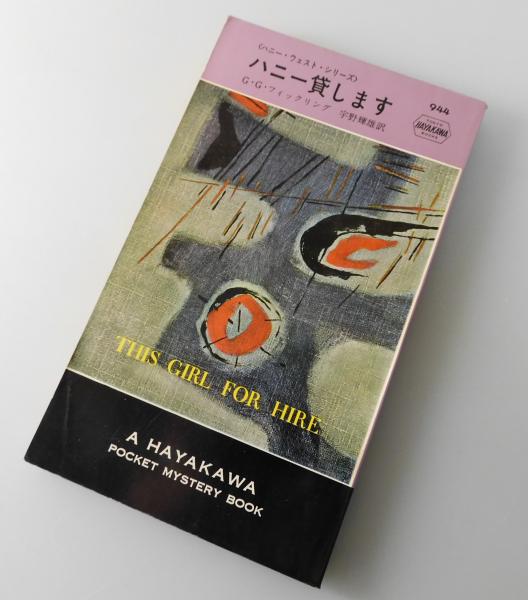 〈ハニー・ウェスト・シリーズ〉
ハニー貸します
G・G・フィックリング 宇野輝雄訳
944
HAYAKAWA
BOOKS
THIS GIRL FOR HIRE
A HAYAKAWA
POCKET MYSTERY BOOK